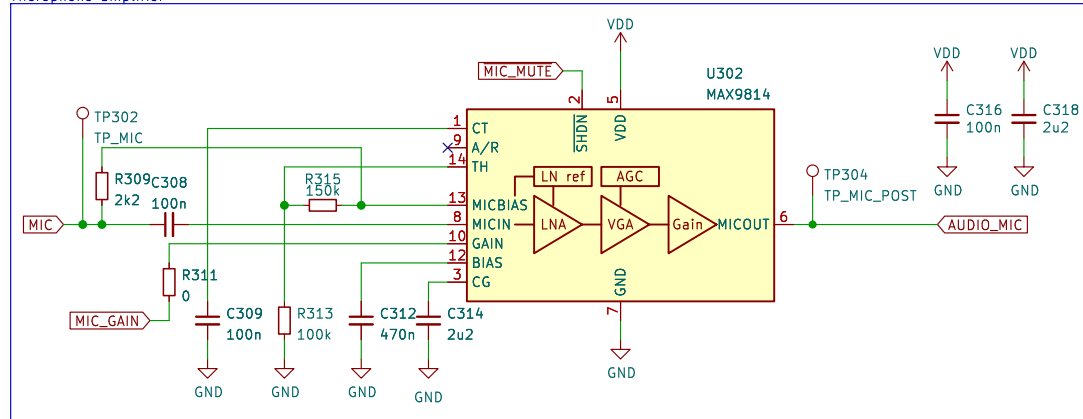 VDD
MIC_MUTE
U302
MAX9814
2
5
VDD
VDD
TP302
TP_MIC
1
CT
9
A/R
14
TH
SHDN
VDD
C316
100n
C318
2u2
R309
2k2
C308
100n
R315
150k
LN ref
AGC
GND
GND
TP304
TP_MIC_POST
13
MICBIAS
MIC
8
MICIN
LNA
VGA
Gain
MICOUT
6
AUDIO_MIC
10
GAIN
12
BIAS
3
CG
R311
0
GND
7
MIC_GAIN
C309
100n
R313
100k
C312
470n
C314
2u2
GND
GND
GND
GND
GND